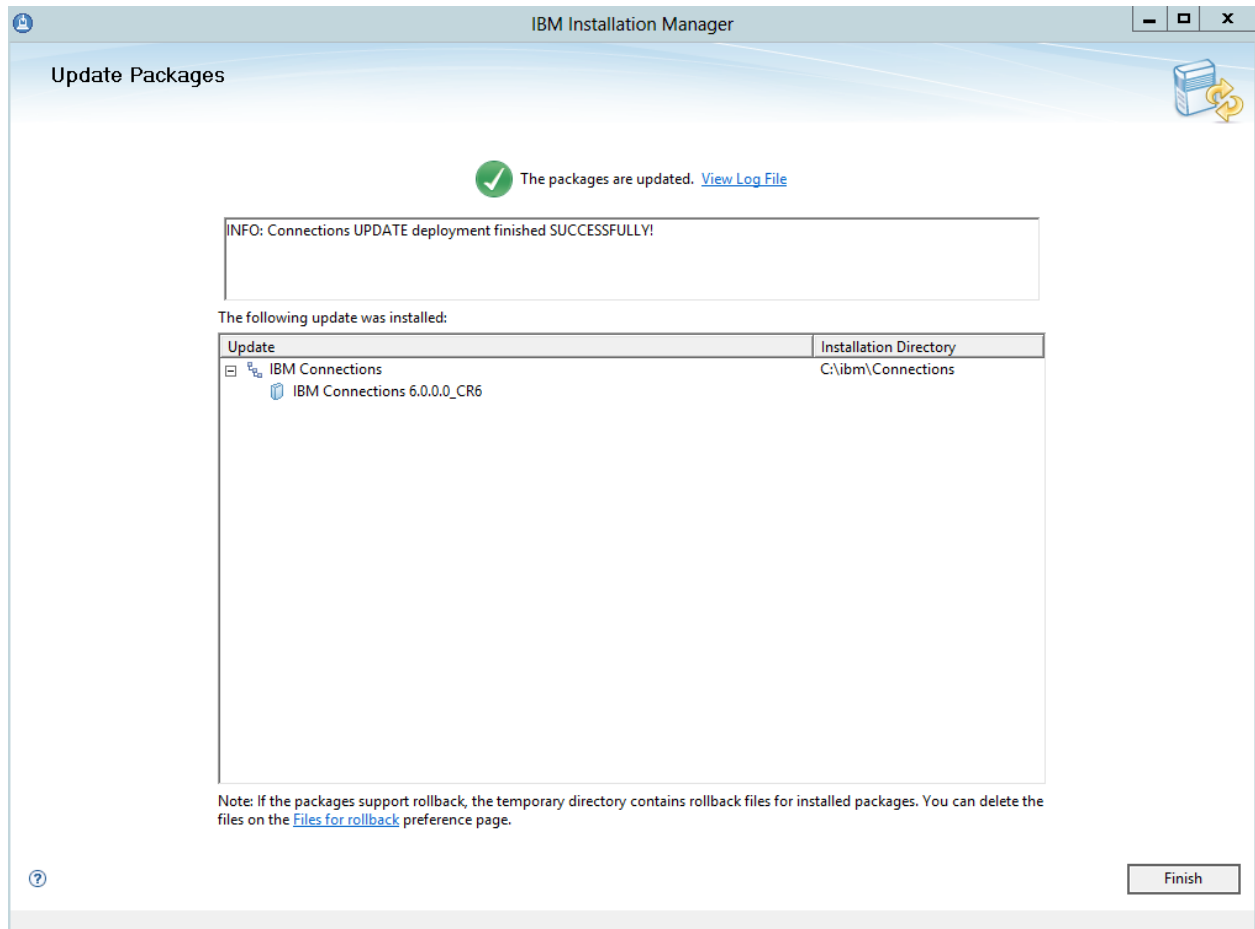 IBM Installation Manager
Update Packages
The packages are updated. View Log File
INFO: Connections UPDATE deployment finished SUCCESSFULLY!
The following update was installed:
Update Installation Directory
IBM Connections C:\ibm\Connections
IBM Connections 6.0.0.0_CR6
Note: If the packages support rollback, the temporary directory contains rollback files for installed packages. You can delete the
files on the Files for rollback preference page.
Finish